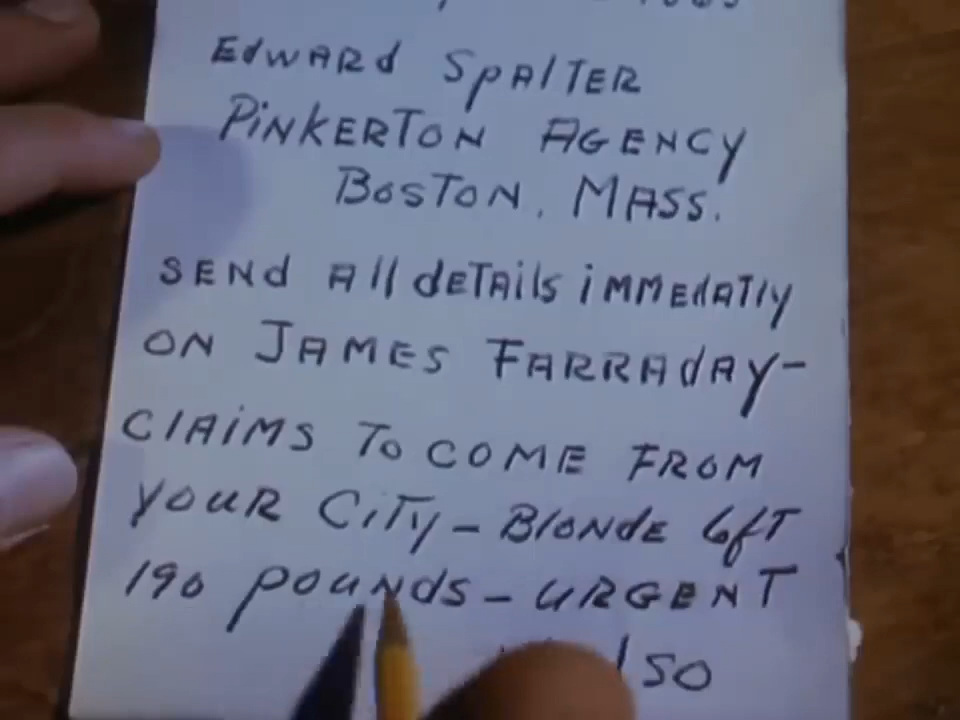 EdWARd SpAlTER
PiNKERTON AGENCY
BOSTON, MASS.
SENd All dETAils iMMEdATly
ON JAMES FARRAdAY-
ClAiMS TO COME FROM
YOUR CiTy - BlONdE 6fT
190 pOUNds - URGENT